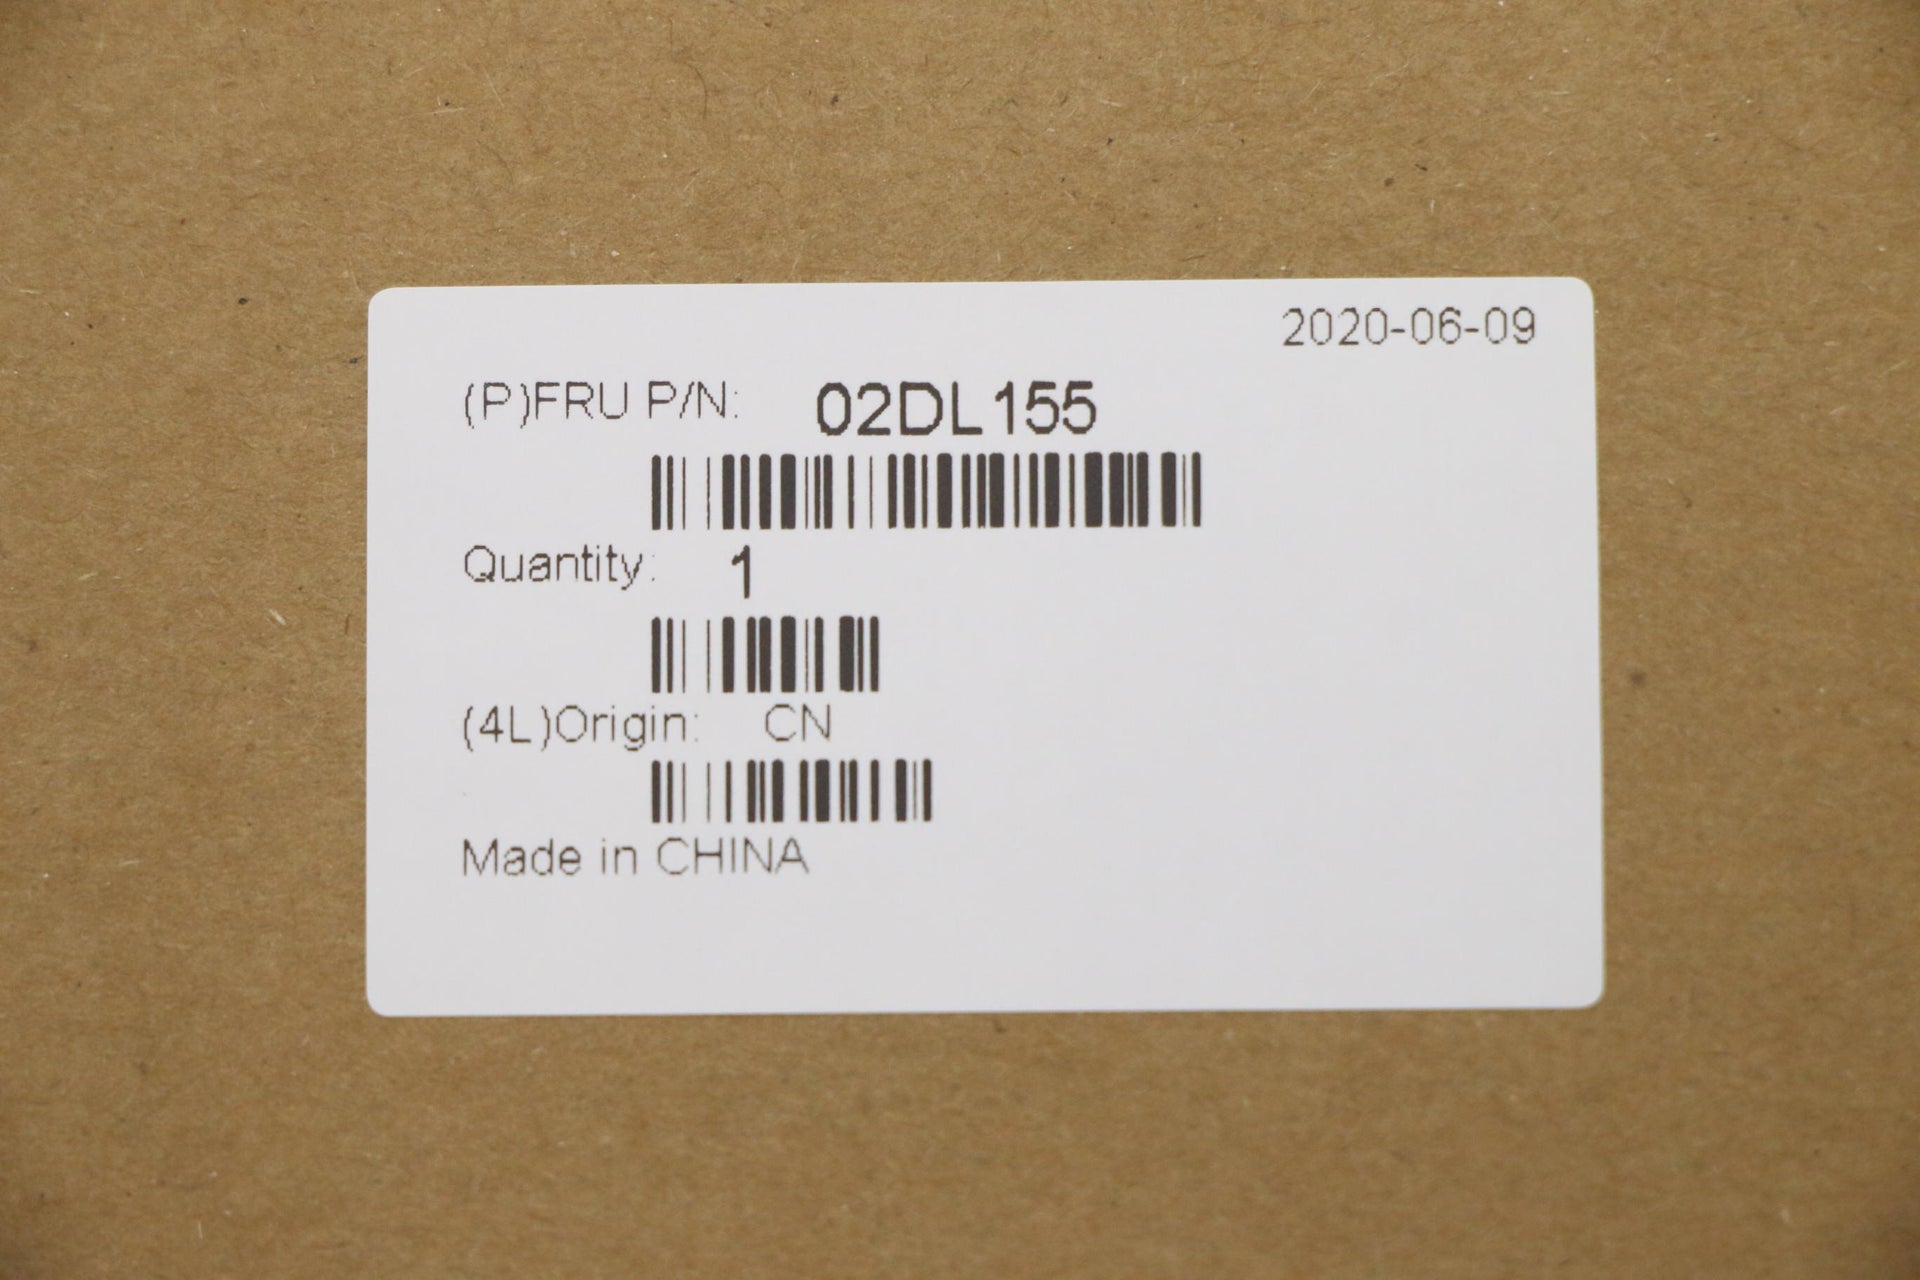 2020-06-09
(P)FRU P/N: 02DL155
Quantity: 1
(4L)Origin: CN
Made in CHINA